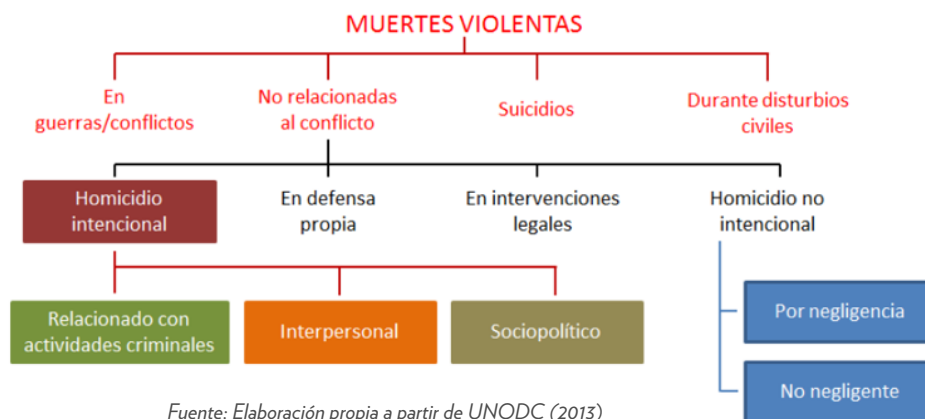 MUERTES VIOLENTAS
En
guerras/conflictos
No relacionadas
al conflicto
Suicidios
Durante disturbios
civiles
Homicidio
intencional
En defensa
propia
En intervenciones
legales
Homicidio no
intencional
Relacionado con
actividades criminales
Interpersonal
Sociopolítico
Por negligencia
No negligente
Fuente: Elaboración propia a partir de UNODC (2013)